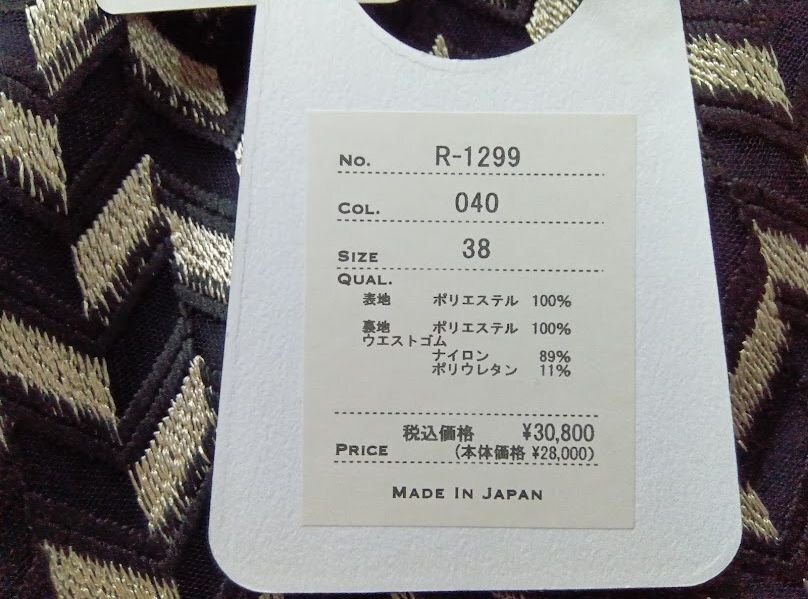 No. R-1299
COL. 040
SIZE 38
QUAL.
表地 ポリエステル 100%
裏地 ポリエステル 100%
ウエストゴム
ナイロン 89%
ポリウレタン 11%
税込価格 ¥30,800
PRICE (本体価格 ¥28,000)
MADE IN JAPAN